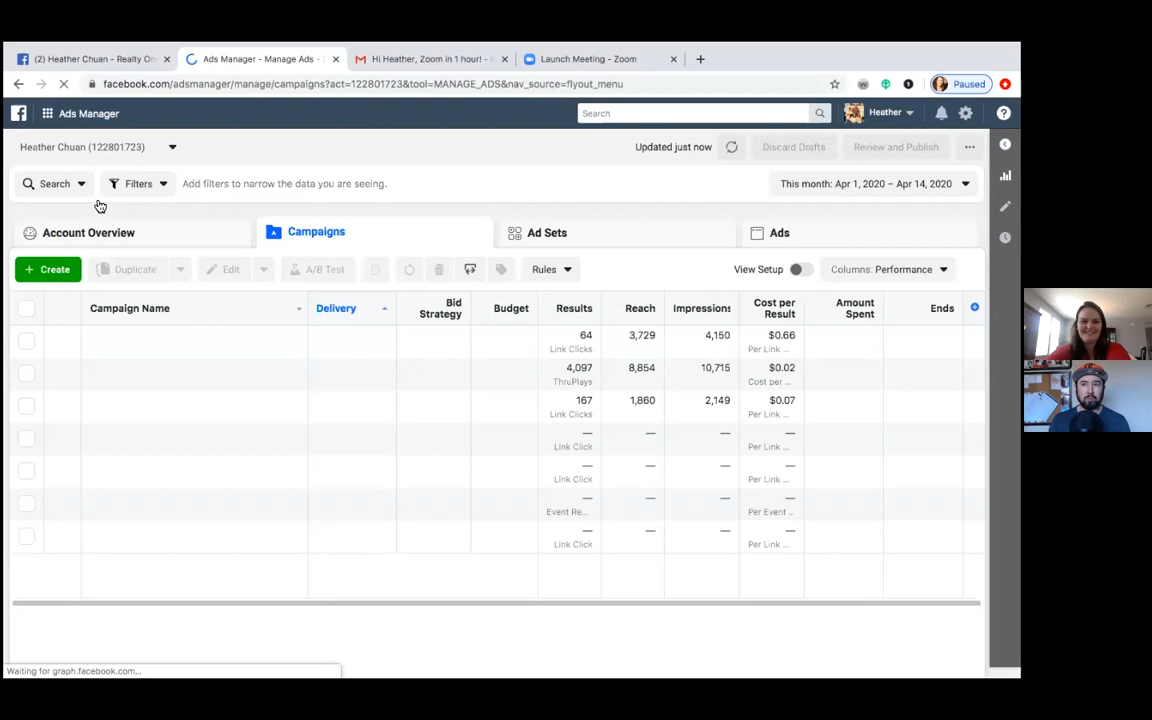 (2) Heather Chuan - Realty On
Ads Manager - Manage Ads -
Hi Heather, Zoom in 1 hour! -
Launch Meeting - Zoom
facebook.com/adsmanager/manage/campaigns?act=122801723&tool=MANAGE_ADS&nav_source=flyout_menu
Paused
Ads Manager
Search
Heather
Heather Chuan (122801723)
Updated just now
Discard Drafts
Review and Publish
Search
Filters
Add filters to narrow the data you are seeing.
This month: Apr 1, 2020 – Apr 14, 2020
Account Overview
Campaigns
Ad Sets
Ads
+ Create
Duplicate
Edit
A/B Test
Rules
View Setup
Columns: Performance
Campaign Name
Delivery
Bid
Strategy
Budget
Results
Reach
Impressions
Cost per
Result
Amount
Spent
Ends
64
3,729
4,150
$0.66
Link Clicks
Per Link ...
4,097
8,854
10,715
$0.02
ThruPlays
Cost per ...
167
1,860
2,149
$0.07
Link Clicks
Per Link ...
— — — —
Link Click
Per Link ...
— — — —
Link Click
Per Link ...
— — — —
Event Re...
Per Event ..
— — — —
Link Click
Per Link ...
Waiting for graph.facebook.com...